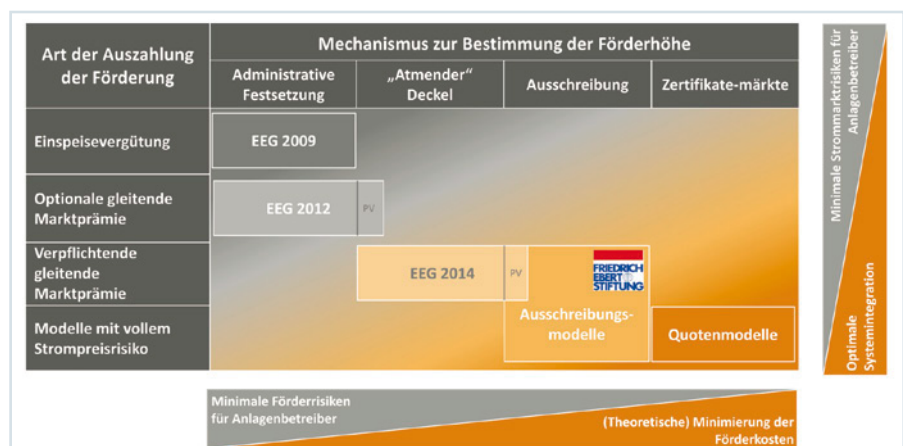 Art der Auszahlung
der Förderung
Mechanismus zur Bestimmung der Förderhöhe
Administrative
Festsetzung
„Atmender"
Deckel
Ausschreibung
Zertifikate-märkte
Einspeisevergütung
EEG 2009
Optionale gleitende
Marktprämie
EEG 2012
PV
Verpflichtende
gleitende
Marktprämie
EEG 2014
PV
FRIEDRICH
EBERT
STIFTUNG
Modelle mit vollem
Strompreisrisiko
Ausschreibungs-
modelle
Quotenmodelle
Minimale Strommarktrisiken für
Anlagenbetreiber
Optimale
Systemintegration
Minimale Förderrisiken
für Anlagenbetreiber
(Theoretische) Minimierung der
Förderkosten